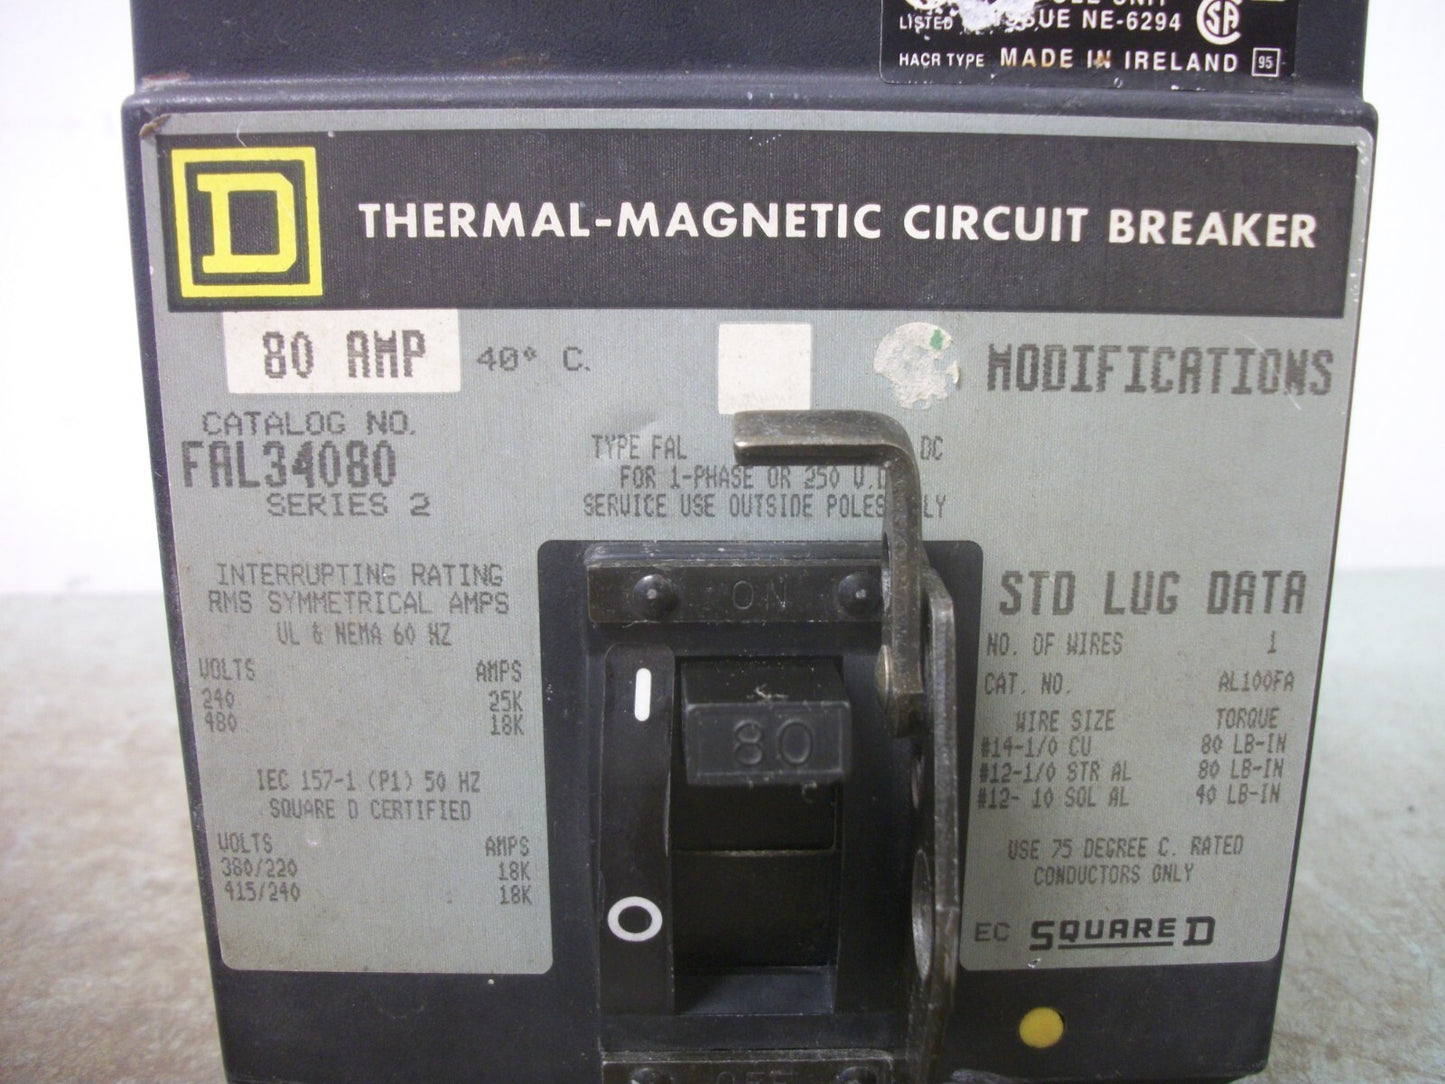 UNIT
LISTED ISSUE NE-6294
HACR TYPE MADE IN IRELAND 95
D THERMAL-MAGNETIC CIRCUIT BREAKER
80 AMP 40° C.
MODIFICATIONS
CATALOG NO.
FAL34080
SERIES 2
TYPE FAL DC
FOR 1-PHASE OR 250 V.D
SERVICE USE OUTSIDE POLES LY
INTERRUPTING RATING
RMS SYMMETRICAL AMPS
UL & NEMA 60 HZ
VOLTS AMPS
240 25K
480 18K
IEC 157-1 (P1) 50 HZ
SQUARE D CERTIFIED
VOLTS AMPS
380/220 18K
415/240 18K
ON
I
80
O
OFF
STD LUG DATA
NO. OF WIRES 1
CAT. NO. AL100FA
WIRE SIZE TORQUE
#14-1/0 CU 80 LB-IN
#12-1/0 STR AL 80 LB-IN
#12- 10 SOL AL 40 LB-IN
USE 75 DEGREE C. RATED
CONDUCTORS ONLY
EC SQUARE D